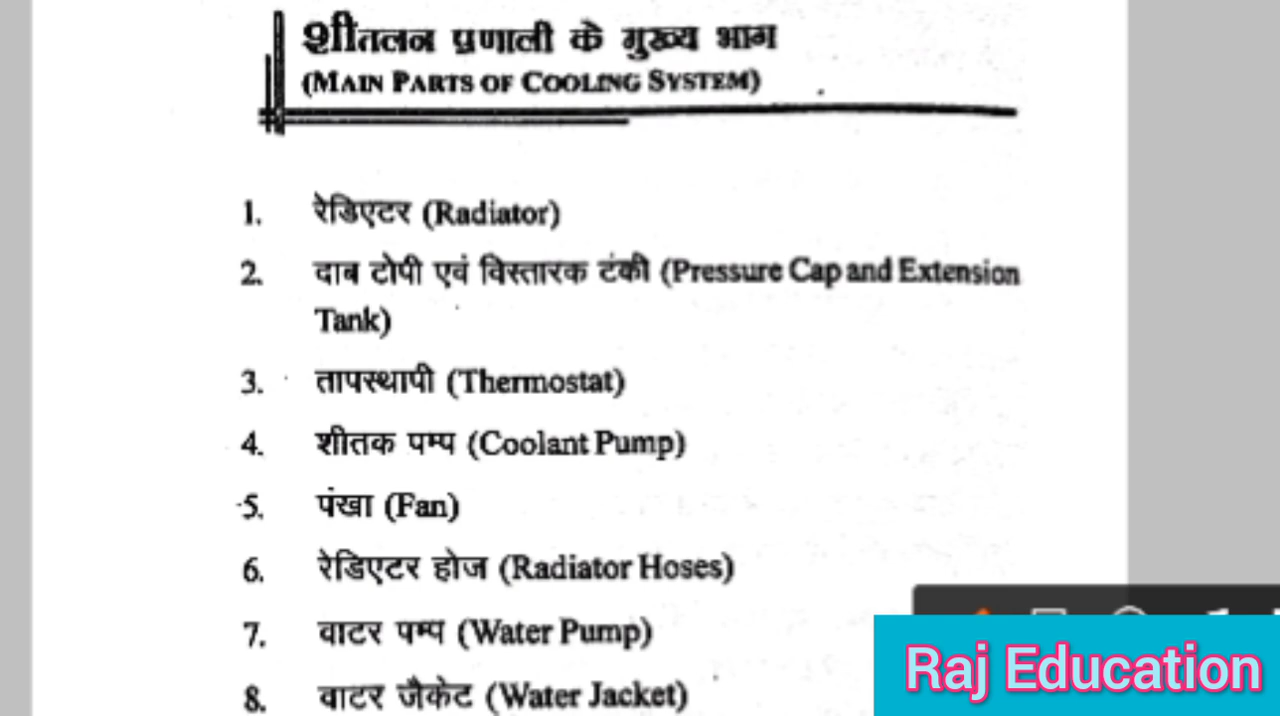 शीतलन प्रणाली के मुख्य भाग
(MAIN PARTS OF COOLING SYSTEM)
1. रेडिएटर (Radiator)
2. दाब टोपी एवं विस्तारक टंकी (Pressure Cap and Extension
Tank)
3. तापस्थापी (Thermostat)
4. शीतक पम्प (Coolant Pump)
5. पंखा (Fan)
6. रेडिएटर होज (Radiator Hoses)
7. वाटर पम्प (Water Pump)
8. वाटर जैकेट (Water Jacket)
Raj Education